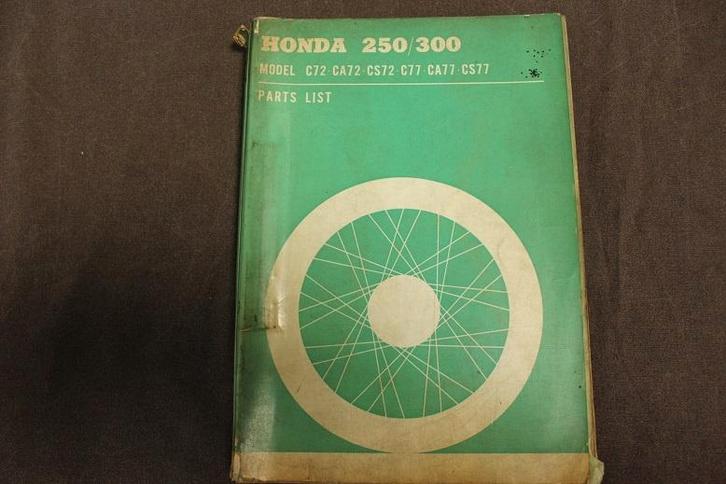 HONDA 250/300
MODEL C72·CA72·CS72·C77·CA77·CS77
PARTS LIST